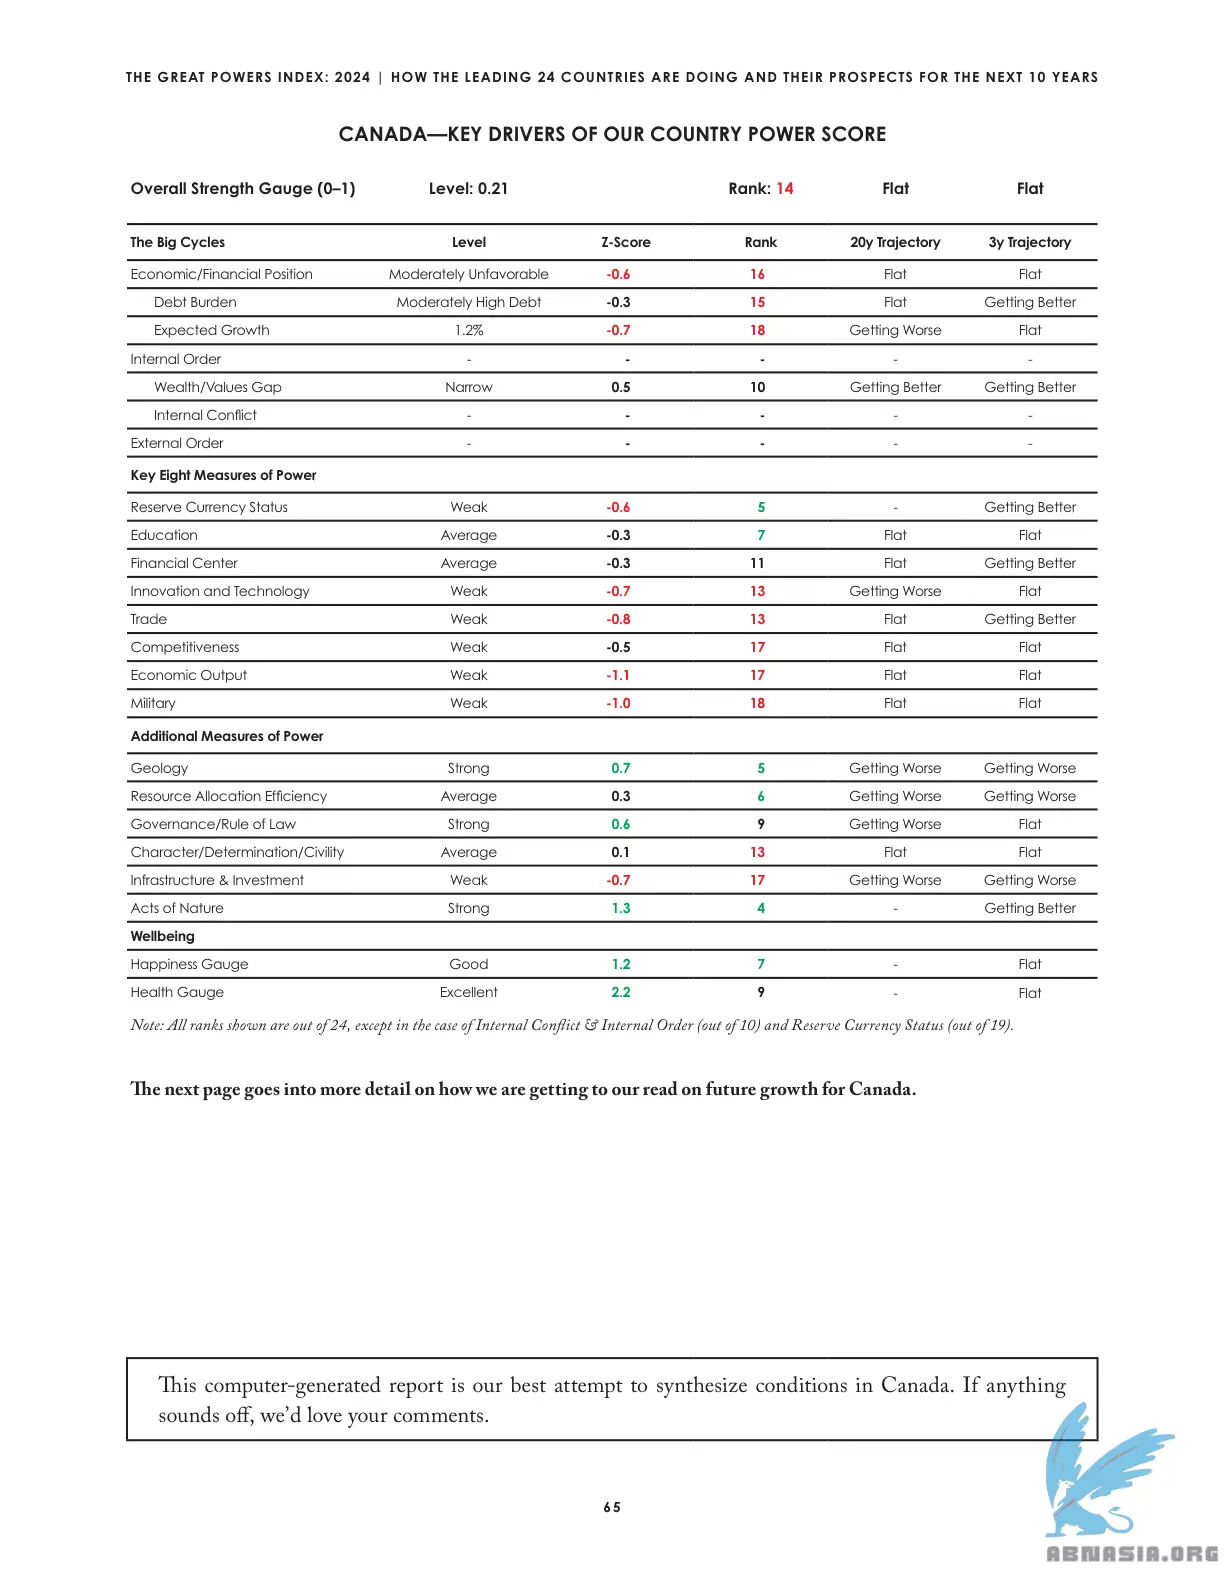 THE GREAT POWERS INDEX: 2024 | HOW THE LEADING 24 COUNTRIES ARE DOING AND THEIR PROSPECTS FOR THE NEXT 10 YEARS
CANADA—KEY DRIVERS OF OUR COUNTRY POWER SCORE
Overall Strength Gauge (0–1) Level: 0.21 Rank: 14 Flat Flat
The Big Cycles Level Z-Score Rank 20y Trajectory 3y Trajectory
Economic/Financial Position Moderately Unfavorable -0.6 16 Flat Flat
Debt Burden Moderately High Debt -0.3 15 Flat Getting Better
Expected Growth 1.2% -0.7 18 Getting Worse Flat
Internal Order - - - - -
Wealth/Values Gap Narrow 0.5 10 Getting Better Getting Better
Internal Conflict - - - - -
External Order - - - - -
Key Eight Measures of Power
Reserve Currency Status Weak -0.6 5 - Getting Better
Education Average -0.3 7 Flat Flat
Financial Center Average -0.3 11 Flat Getting Better
Innovation and Technology Weak -0.7 13 Getting Worse Flat
Trade Weak -0.8 13 Flat Getting Better
Competitiveness Weak -0.5 17 Flat Flat
Economic Output Weak -1.1 17 Flat Flat
Military Weak -1.0 18 Flat Flat
Additional Measures of Power
Geology Strong 0.7 5 Getting Worse Getting Worse
Resource Allocation Efficiency Average 0.3 6 Getting Worse Getting Worse
Governance/Rule of Law Strong 0.6 9 Getting Worse Flat
Character/Determination/Civility Average 0.1 13 Flat Flat
Infrastructure & Investment Weak -0.7 17 Getting Worse Getting Worse
Acts of Nature Strong 1.3 4 - Getting Better
Wellbeing
Happiness Gauge Good 1.2 7 - Flat
Health Gauge Excellent 2.2 9 - Flat
Note: All ranks shown are out of 24, except in the case of Internal Conflict & Internal Order (out of 10) and Reserve Currency Status (out of 19).
The next page goes into more detail on how we are getting to our read on future growth for Canada.
This computer-generated report is our best attempt to synthesize conditions in Canada. If anything
sounds off, we'd love your comments.
65
ABNASIA.ORG